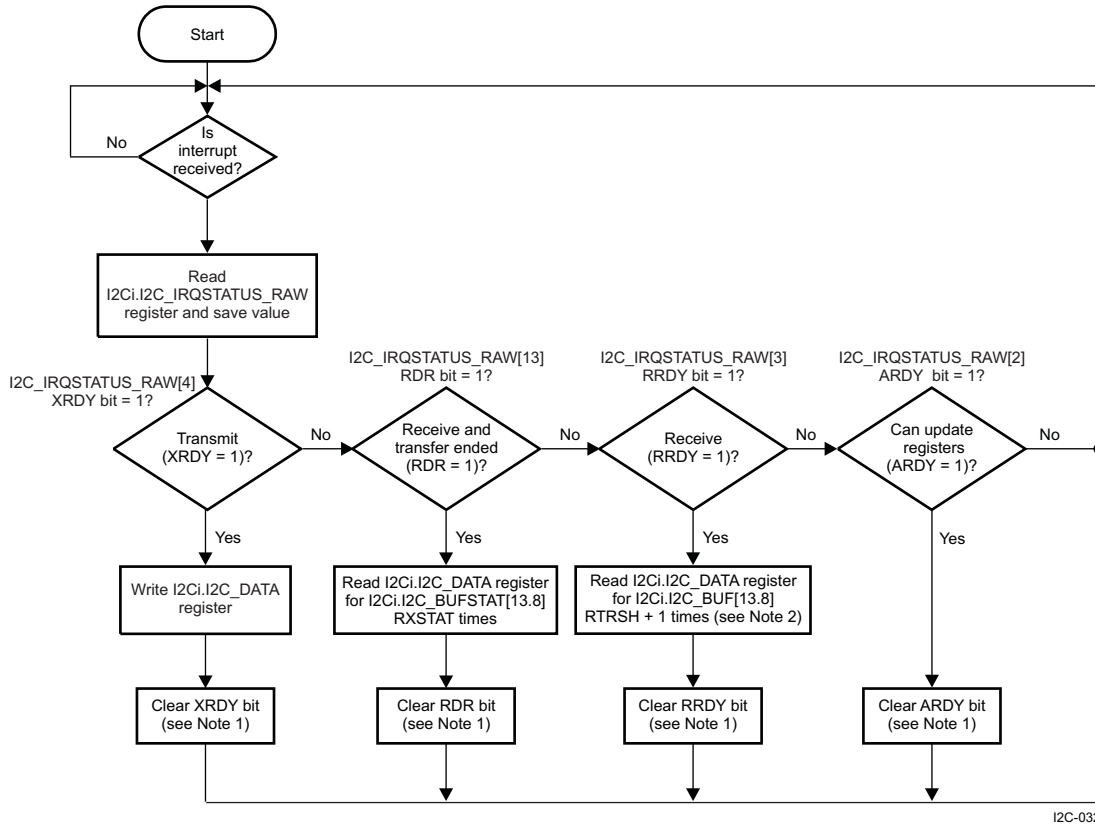 Start
No
Is
interrupt
received?
Read
I2Ci.I2C_IRQSTATUS_RAW
register and save value
I2C_IRQSTATUS_RAW[4]
XRDY bit = 1?
I2C_IRQSTATUS_RAW[13]
RDR bit = 1?
I2C_IRQSTATUS_RAW[3]
RRDY bit = 1?
I2C_IRQSTATUS_RAW[2]
ARDY bit = 1?
Transmit
(XRDY = 1)?
No
Receive and
transfer ended
(RDR = 1)?
No
Receive
(RRDY = 1)?
No
Can update
registers
(ARDY = 1)?
No
Yes
Yes
Yes
Yes
Write I2Ci.I2C_DATA
register
Read I2Ci.I2C_DATA register
for I2Ci.I2C_BUFSTAT[13.8]
RXSTAT times
Read I2Ci.I2C_DATA register
for I2Ci.I2C_BUF[13.8]
RTRSH + 1 times (see Note 2)
Clear XRDY bit
(see Note 1)
Clear RDR bit
(see Note 1)
Clear RRDY bit
(see Note 1)
Clear ARDY bit
(see Note 1)
I2C-032